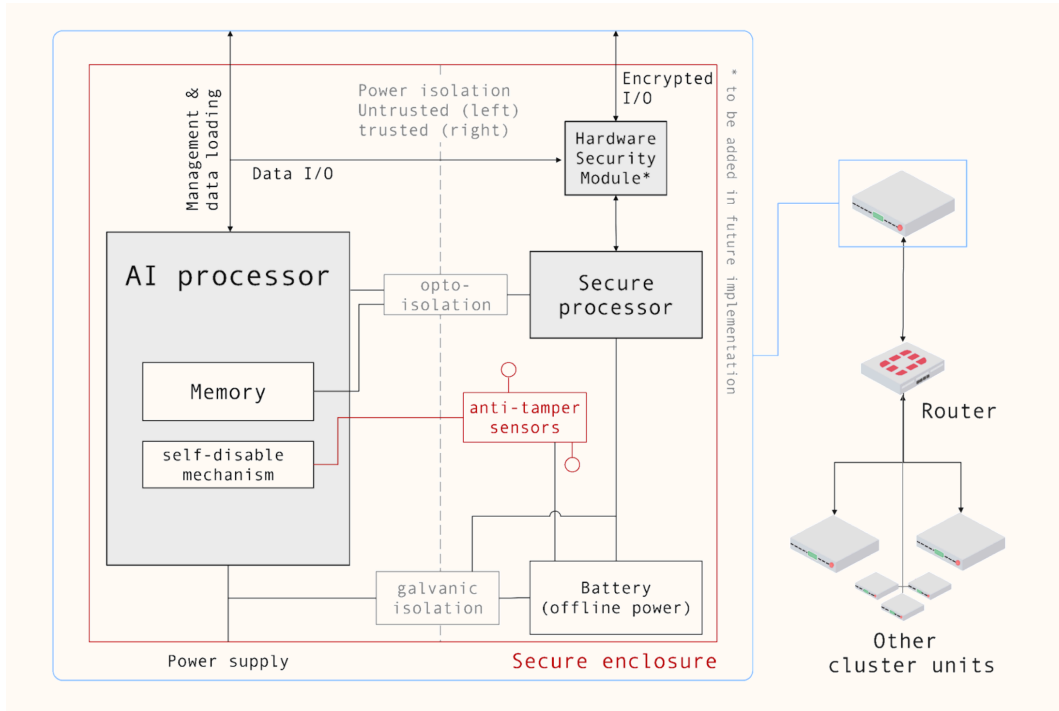 Management &
data loading
Power isolation
Untrusted (left)
trusted (right)
Encrypted
I/O
* to be added in future implementation
Hardware
Security
Module*
Data I/O
AI processor
opto-
isolation
Secure
processor
Memory
anti-tamper
sensors
self-disable
mechanism
Router
galvanic
isolation
Battery
(offline power)
Power supply
Secure enclosure
Other
cluster units